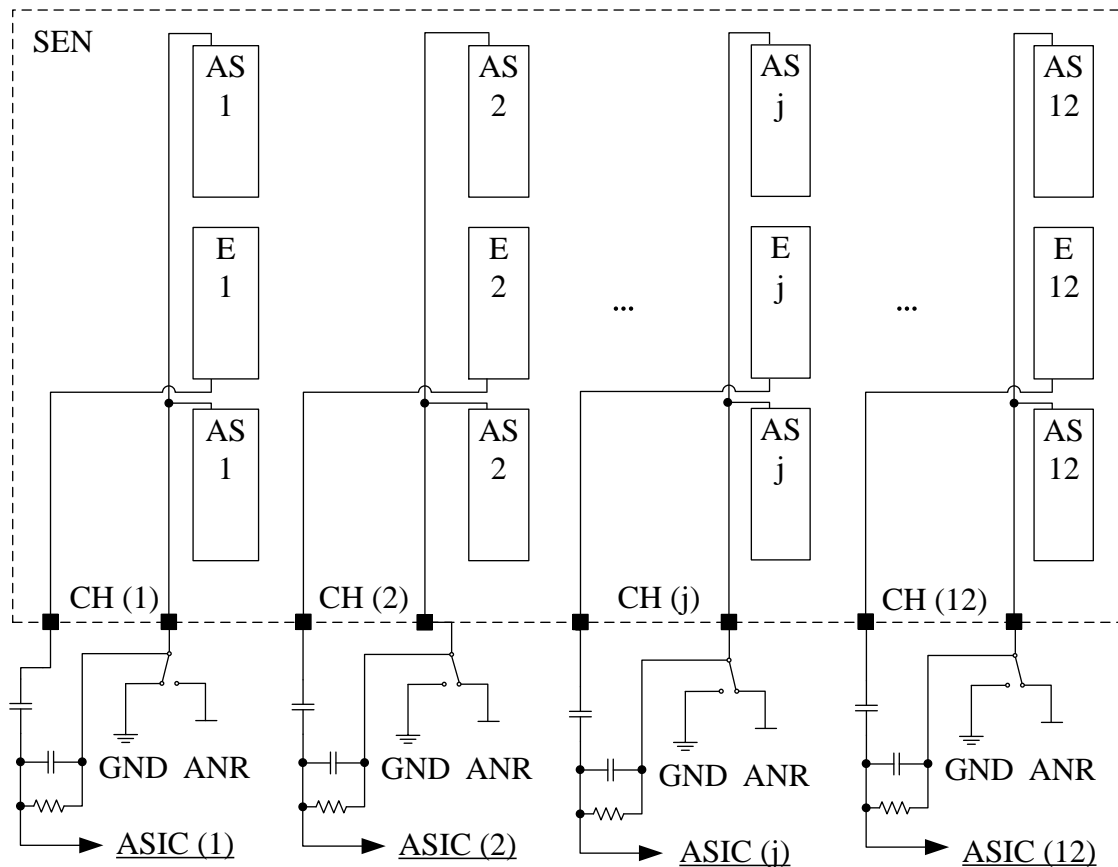 SEN
AS
1
AS
2
AS
j
AS
12
E
1
E
2
...
E
j
...
E
12
AS
1
AS
2
AS
j
AS
12
CH (1)
CH (2)
CH (j)
CH (12)
GND ANR
GND ANR
GND ANR
GND ANR
ASIC (1)
ASIC (2)
ASIC (j)
ASIC (12)